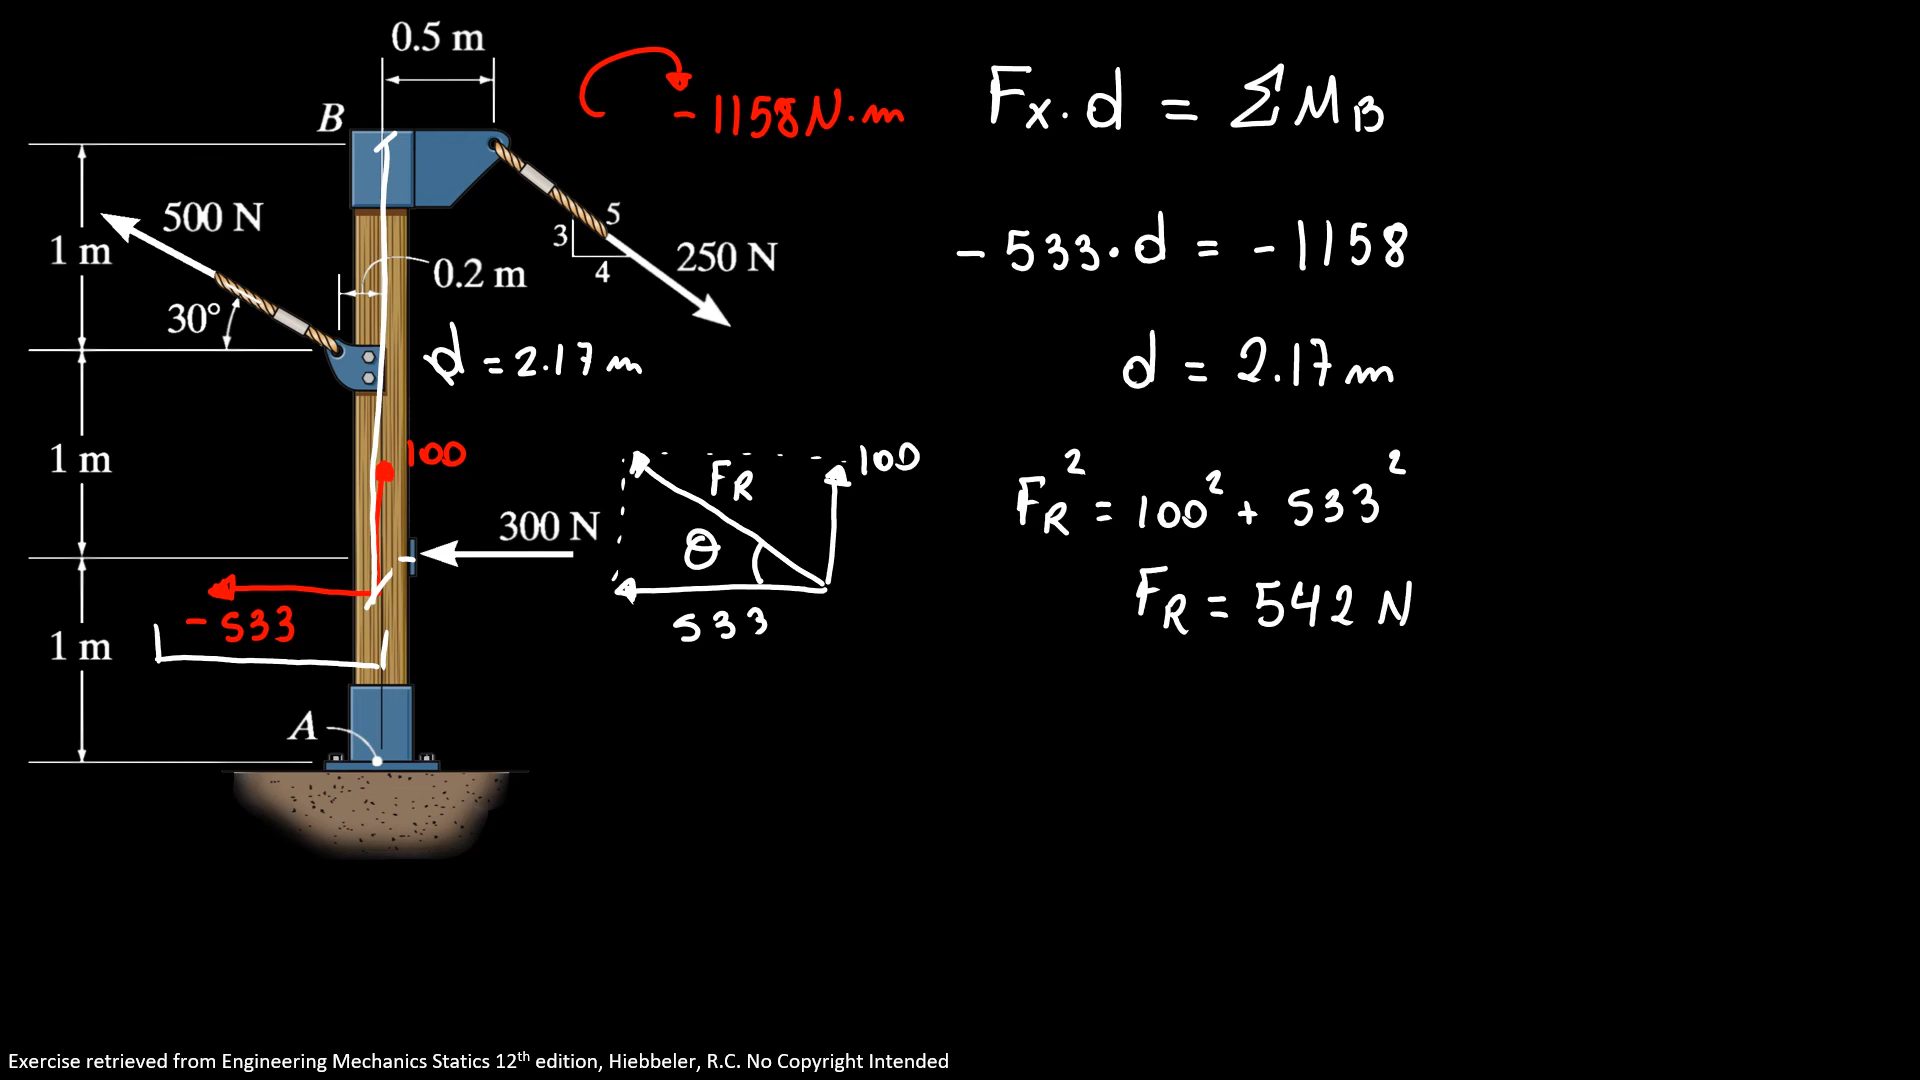 0.5 m
B
500 N
1 m
30°
0.2 m
3
5
4
250 N
- 1158 N.m
d = 2.17 m
1 m
100
300 N
- 533
1 m
A
FR
100
θ
533
Fx . d = ΣMB
- 533 . d = - 1158
d = 2.17 m
FR² = 100² + 533²
FR = 542 N
Exercise retrieved from Engineering Mechanics Statics 12th edition, Hiebbeler, R.C. No Copyright Intended